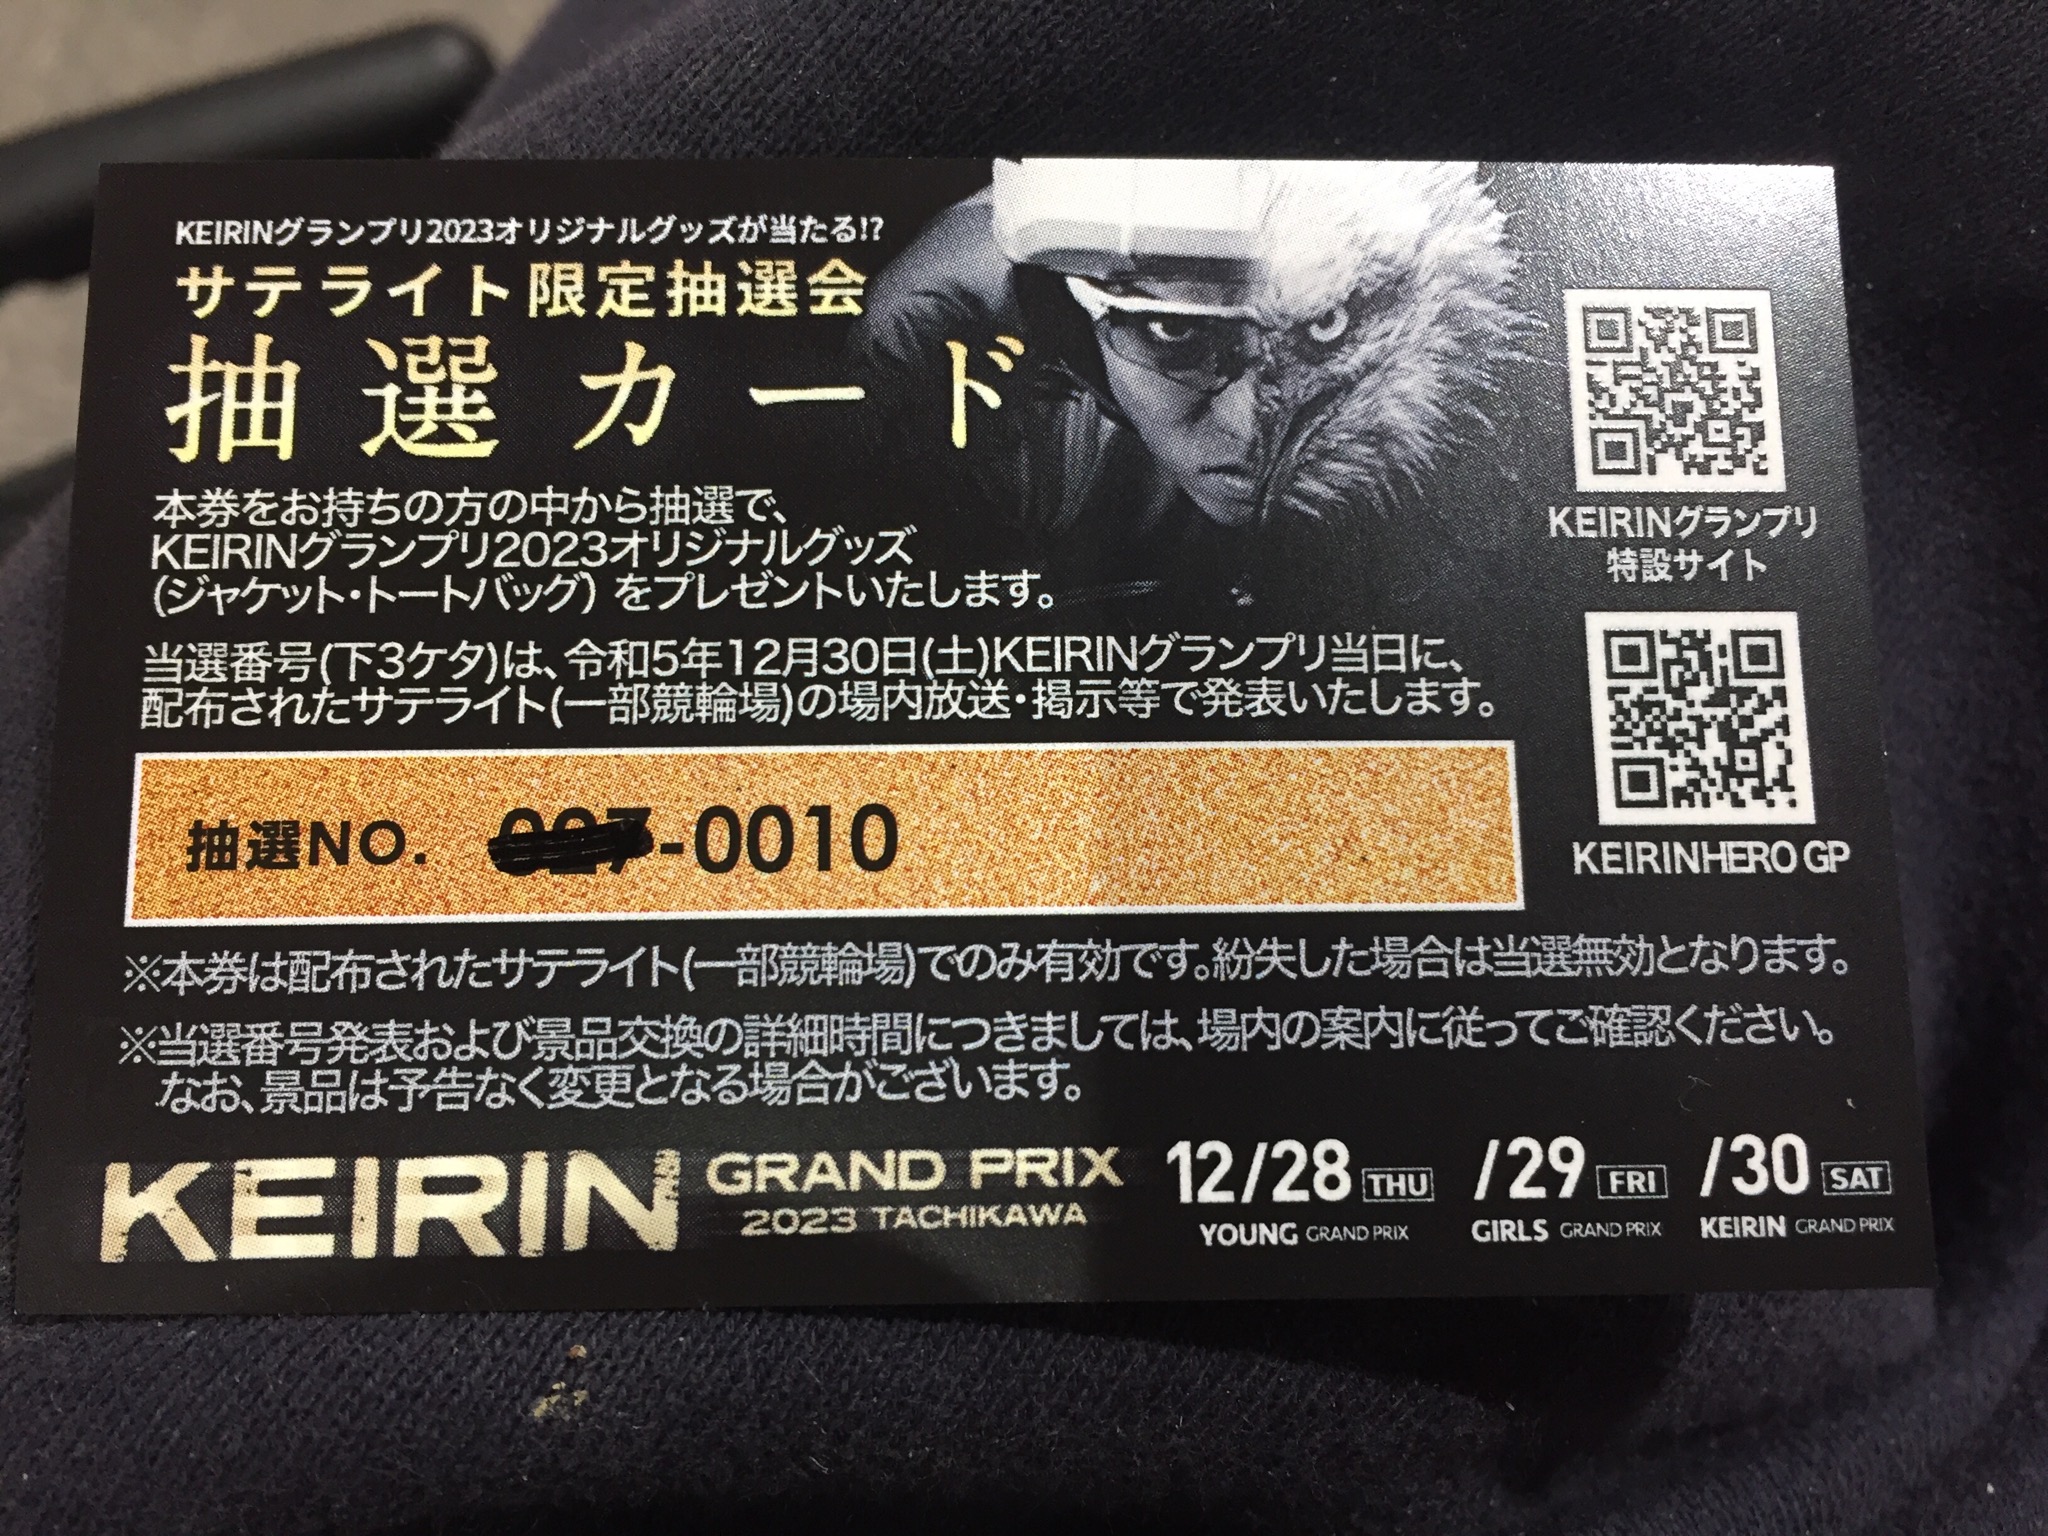 KEIRINグランプリ2023オリジナルグッズが当たる!?
サテライト限定抽選会
抽選カード
本券をお持ちの方の中から抽選で、
KEIRINグランプリ2023オリジナルグッズ
(ジャケット・トートバッグ) をプレゼントいたします。
当選番号(下3ケタ)は、令和5年12月30日(土)KEIRINグランプリ当日に、
配布されたサテライト(一部競輪場)の場内放送・掲示等で発表いたします。
抽選NO. -0010
KEIRINグランプリ
特設サイト
KEIRINHERO GP
※本券は配布されたサテライト(一部競輪場)でのみ有効です。紛失した場合は当選無効となります。
※当選番号発表および景品交換の詳細時間につきましては、場内の案内に従ってご確認ください。
なお、景品は予告なく変更となる場合がございます。
KEIRIN GRAND PRIX
2023 TACHIKAWA
12/28 THU /29 FRI /30 SAT
YOUNG GRAND PRIX GIRLS GRAND PRIX KEIRIN GRAND PRIX